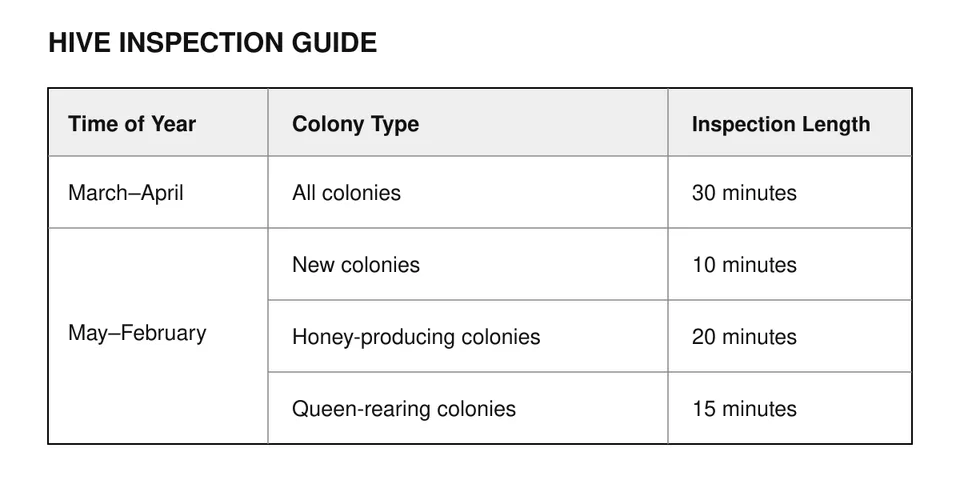 HIVE INSPECTION GUIDE
Time of Year Colony Type Inspection Length
March–April All colonies 30 minutes
May–February New colonies 10 minutes
Honey-producing colonies 20 minutes
Queen-rearing colonies 15 minutes